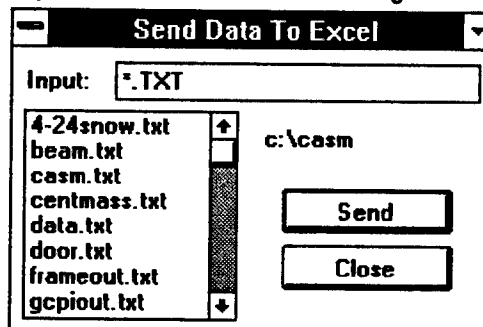 Send Data To Excel
Input: *.TXT
4-24snow.txt
beam.txt
casm.txt
centmass.txt
data.txt
door.txt
frameout.txt
gcpiout.txt
c:\casm
Send
Close